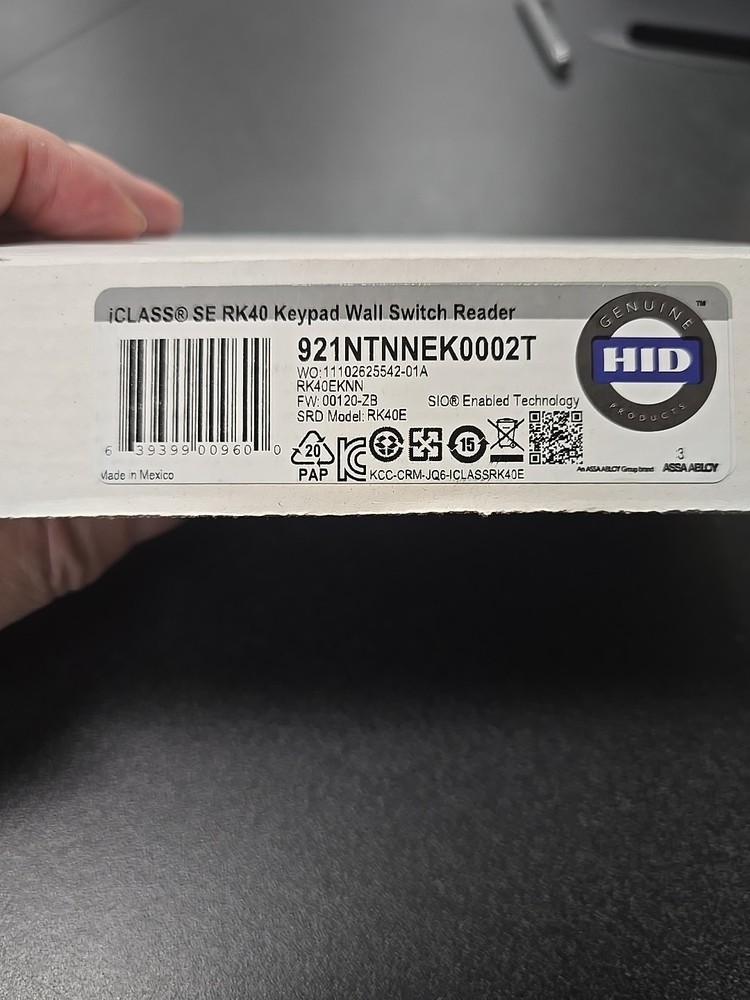 iCLASS® SE RK40 Keypad Wall Switch Reader
921NTNNEK0002T
WO:11102625542-01A
RK40EKNN
FW: 00120-ZB SIO® Enabled Technology
SRD Model: RK40E
6 39399 00960 0
Made in Mexico
20
PAP
15
KCC-CRM-JQ6-ICLASSRK40E
GENUINE
HID
PRODUCTS
™
3
An ASSA ABLOY Group brand ASSA ABLOY